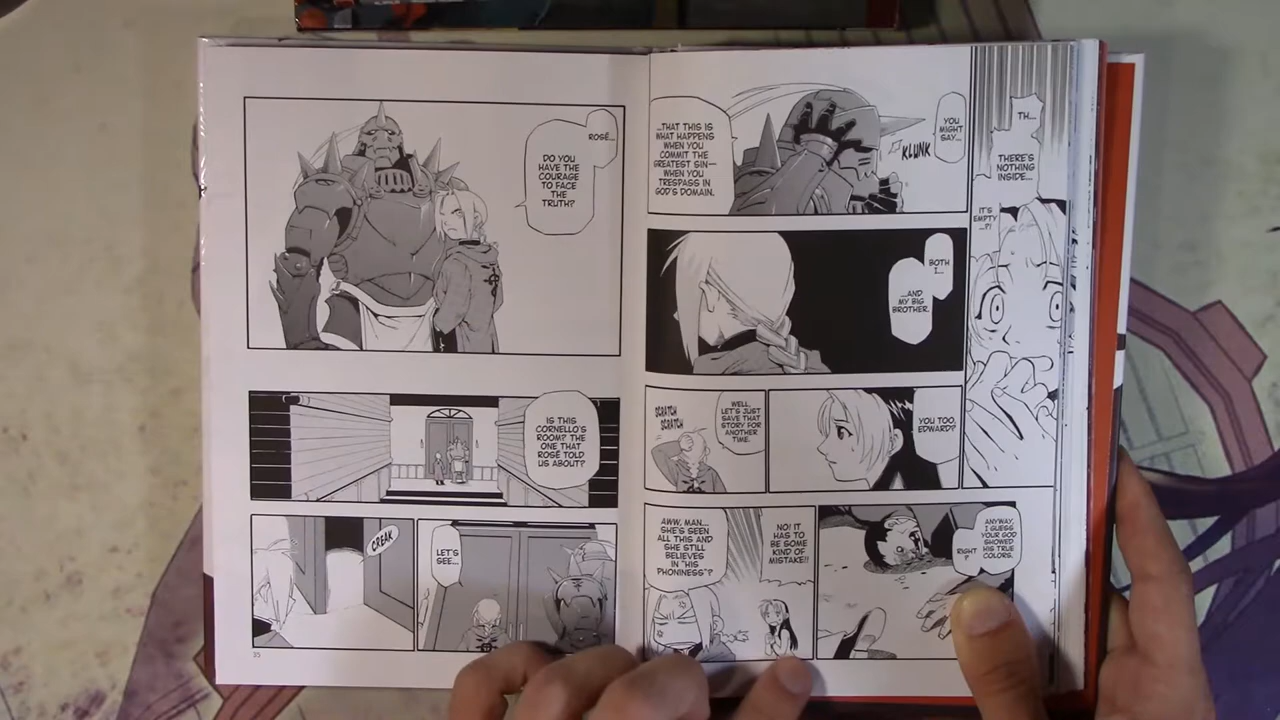 TH...
THERE'S
NOTHING
INSIDE...
IT'S
EMPTY
...?!
YOU
MIGHT
SAY...
KLUNK
...THAT THIS IS
WHAT HAPPENS
WHEN YOU
COMMIT THE
GREATEST SIN—
WHEN YOU
TRESPASS IN
GOD'S DOMAIN.
BOTH
I...
...AND
MY BIG
BROTHER.
YOU TOO,
EDWARD?
WELL,
LET'S JUST
SAVE THAT
STORY FOR
ANOTHER
TIME.
SCRATCH
SCRATCH
ANYWAY,
I GUESS
YOUR GOD
SHOWED
HIS TRUE
COLORS.
RIGHT
?
NO! IT
HAS TO
BE SOME
KIND OF
MISTAKE!!
AWW, MAN...
SHE'S SEEN
ALL THIS AND
SHE STILL
BELIEVES
IN "HIS
PHONINESS"?
ROSÉ...
DO YOU
HAVE THE
COURAGE
TO FACE
THE
TRUTH?
IS THIS
CORNELLO'S
ROOM? THE
ONE THAT
ROSÉ TOLD
US ABOUT?
LET'S
SEE...
CREAK
35